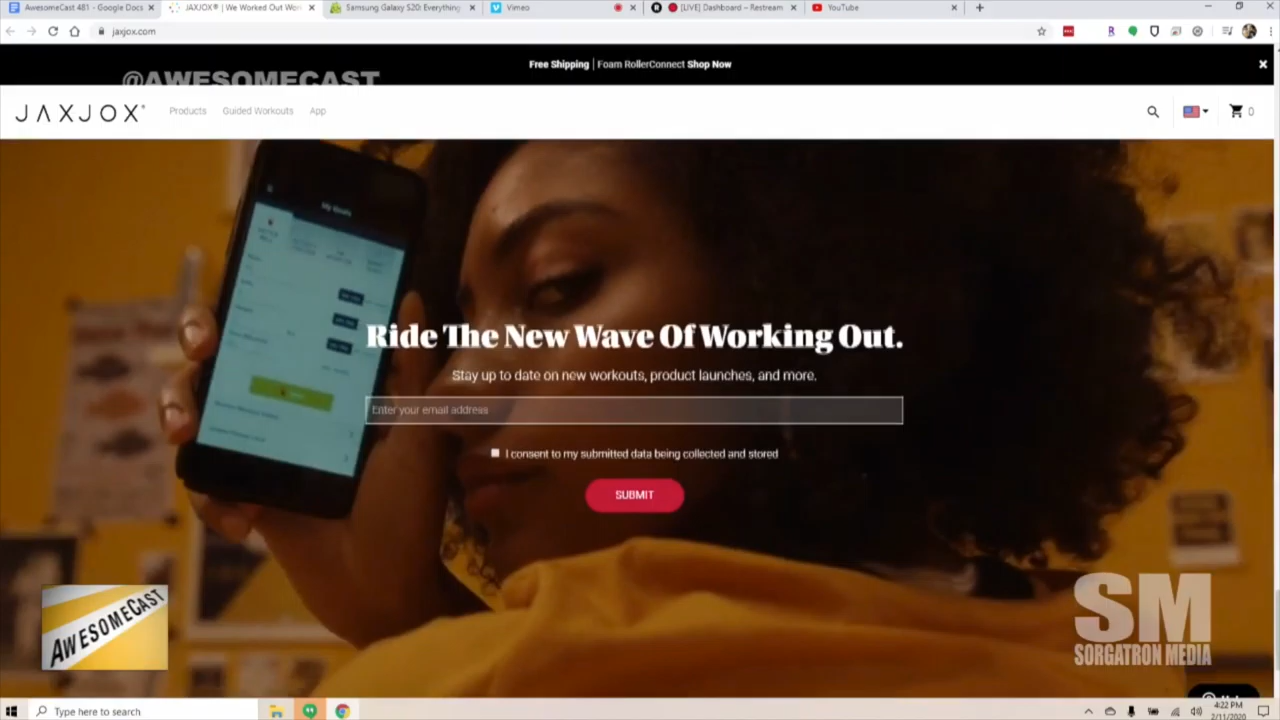 AwesomeCast 481 - Google Docs
JAXJOX® | We Worked Out Wor
Samsung Galaxy S20: Everything
Vimeo
[LIVE] Dashboard – Restream
YouTube
jaxjox.com
@AWESOMECAST
Free Shipping | Foam RollerConnect Shop Now
JAXJOX®
Products
Guided Workouts
App
0
My Goals
Ride The New Wave Of Working Out.
Stay up to date on new workouts, product launches, and more.
Enter your email address
I consent to my submitted data being collected and stored
SUBMIT
AWESOMECAST
SM
SORGATRON MEDIA
Type here to search
4:22 PM
2/11/2020